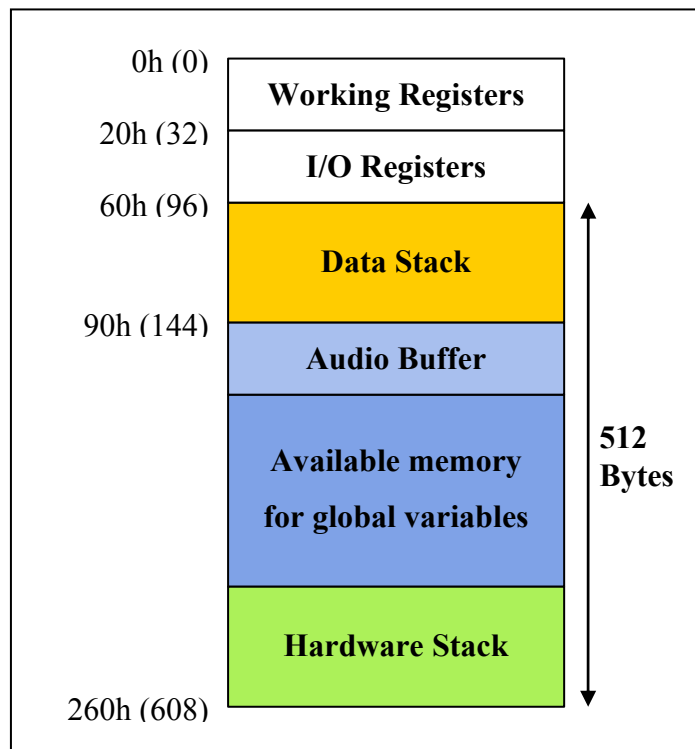 0h (0)
Working Registers
20h (32)
I/O Registers
60h (96)
Data Stack
90h (144)
Audio Buffer
Available memory
for global variables
512
Bytes
Hardware Stack
260h (608)